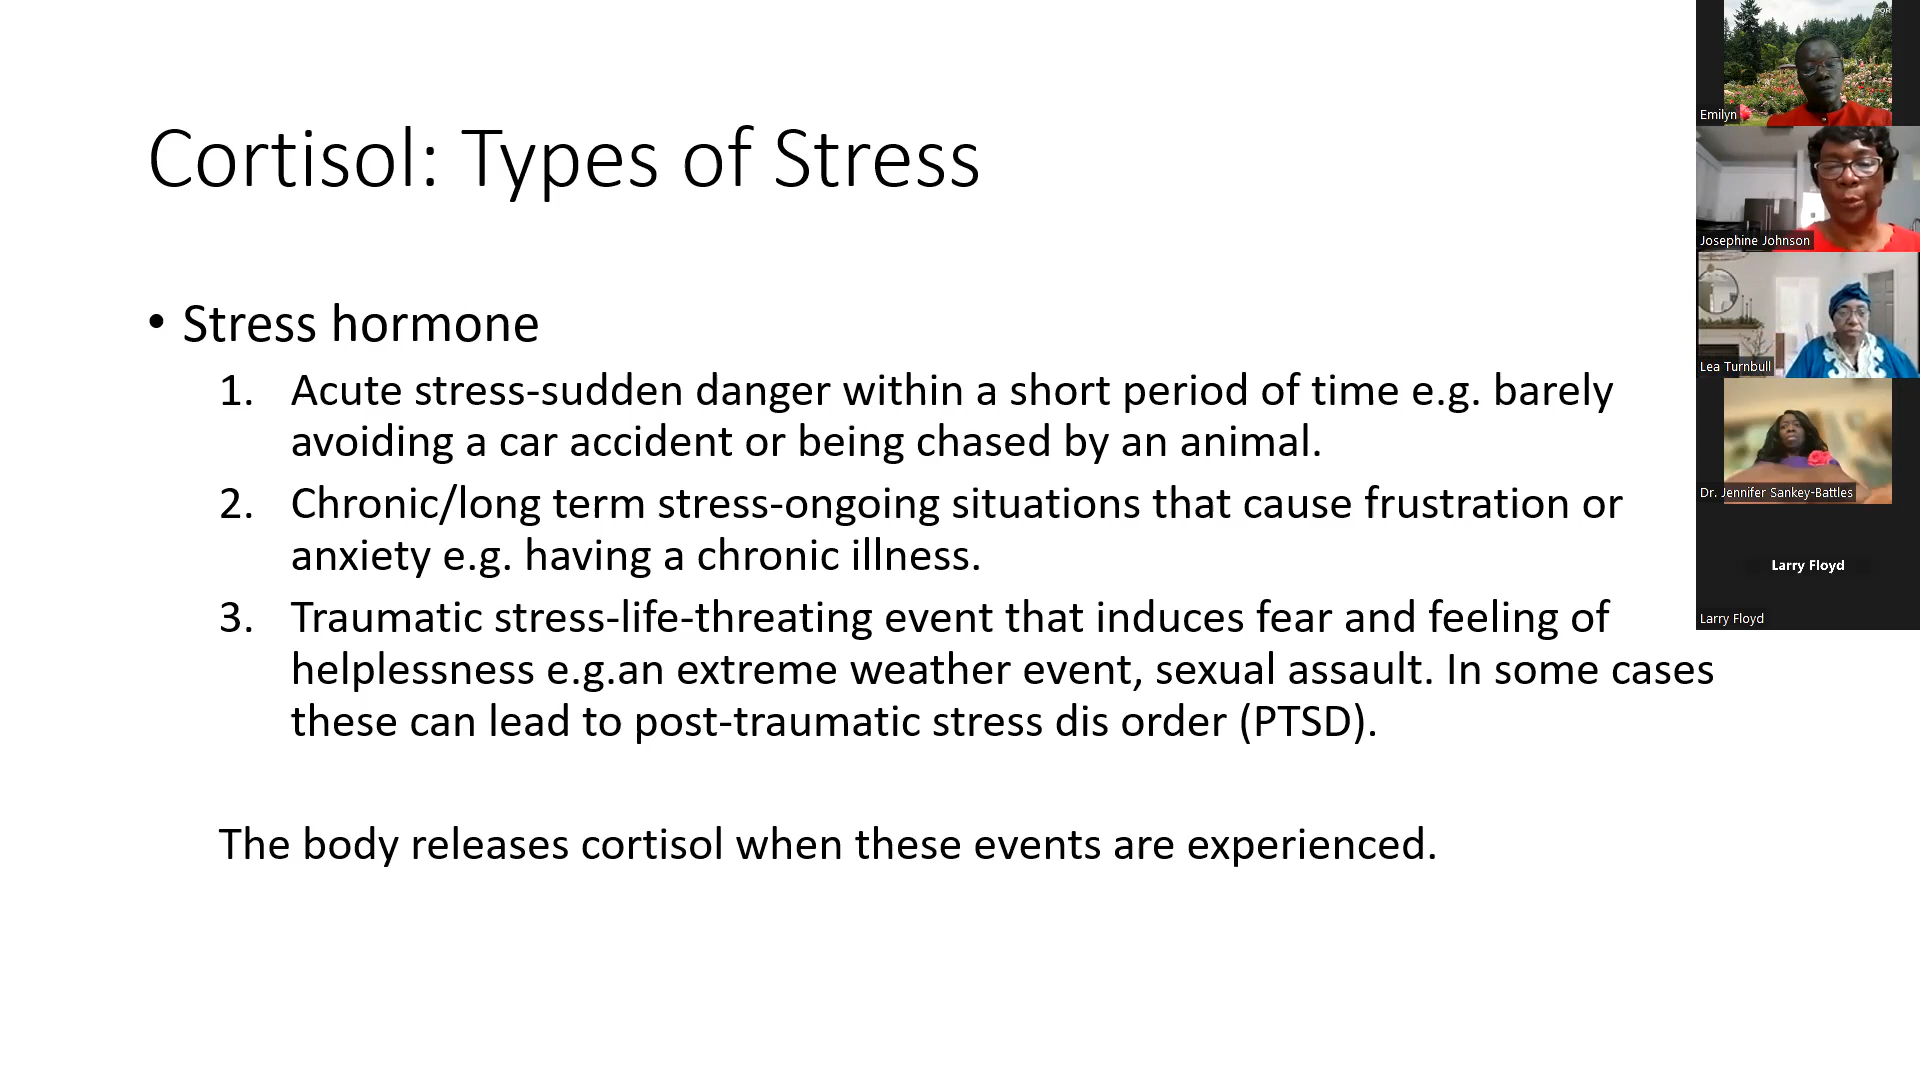 Cortisol: Types of Stress
• Stress hormone
1. Acute stress-sudden danger within a short period of time e.g. barely
avoiding a car accident or being chased by an animal.
2. Chronic/long term stress-ongoing situations that cause frustration or
anxiety e.g. having a chronic illness.
3. Traumatic stress-life-threating event that induces fear and feeling of
helplessness e.g.an extreme weather event, sexual assault. In some cases
these can lead to post-traumatic stress dis order (PTSD).
The body releases cortisol when these events are experienced.
Emilyn
Josephine Johnson
Lea Turnbull
Dr. Jennifer Sankey-Battles
Larry Floyd
Larry Floyd